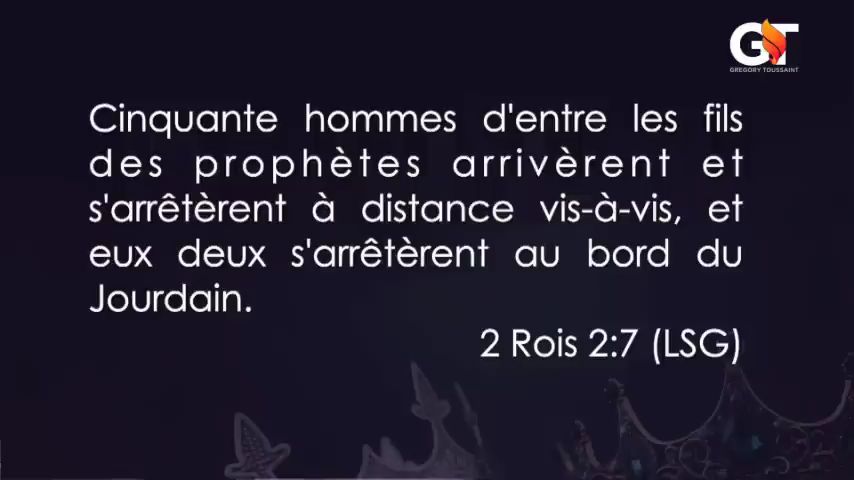 GT
GREGORY TOUSSAINT
Cinquante hommes d'entre les fils
des prophètes arrivèrent et
s'arrêtèrent à distance vis-à-vis, et
eux deux s'arrêtèrent au bord du
Jourdain.
2 Rois 2:7 (LSG)